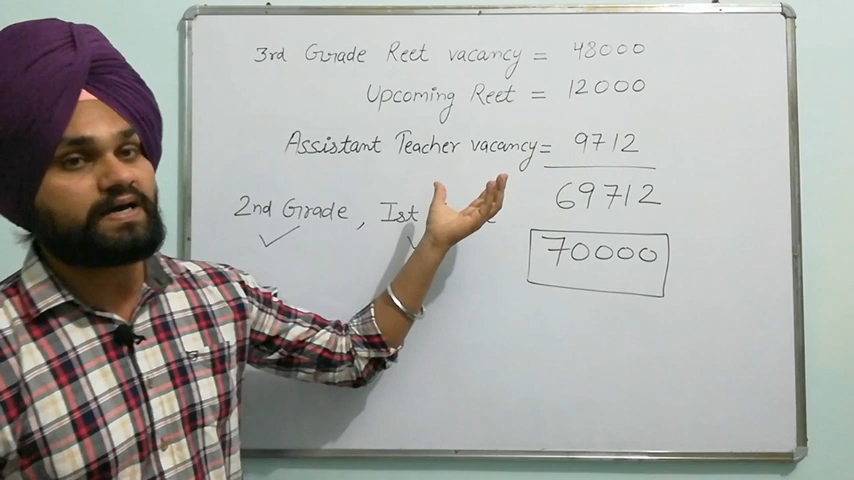 3rd Grade Reet vacancy = 48000
Upcoming Reet = 12000
Assistant Teacher vacancy = 9712
69712
2nd Grade, Ist
70000